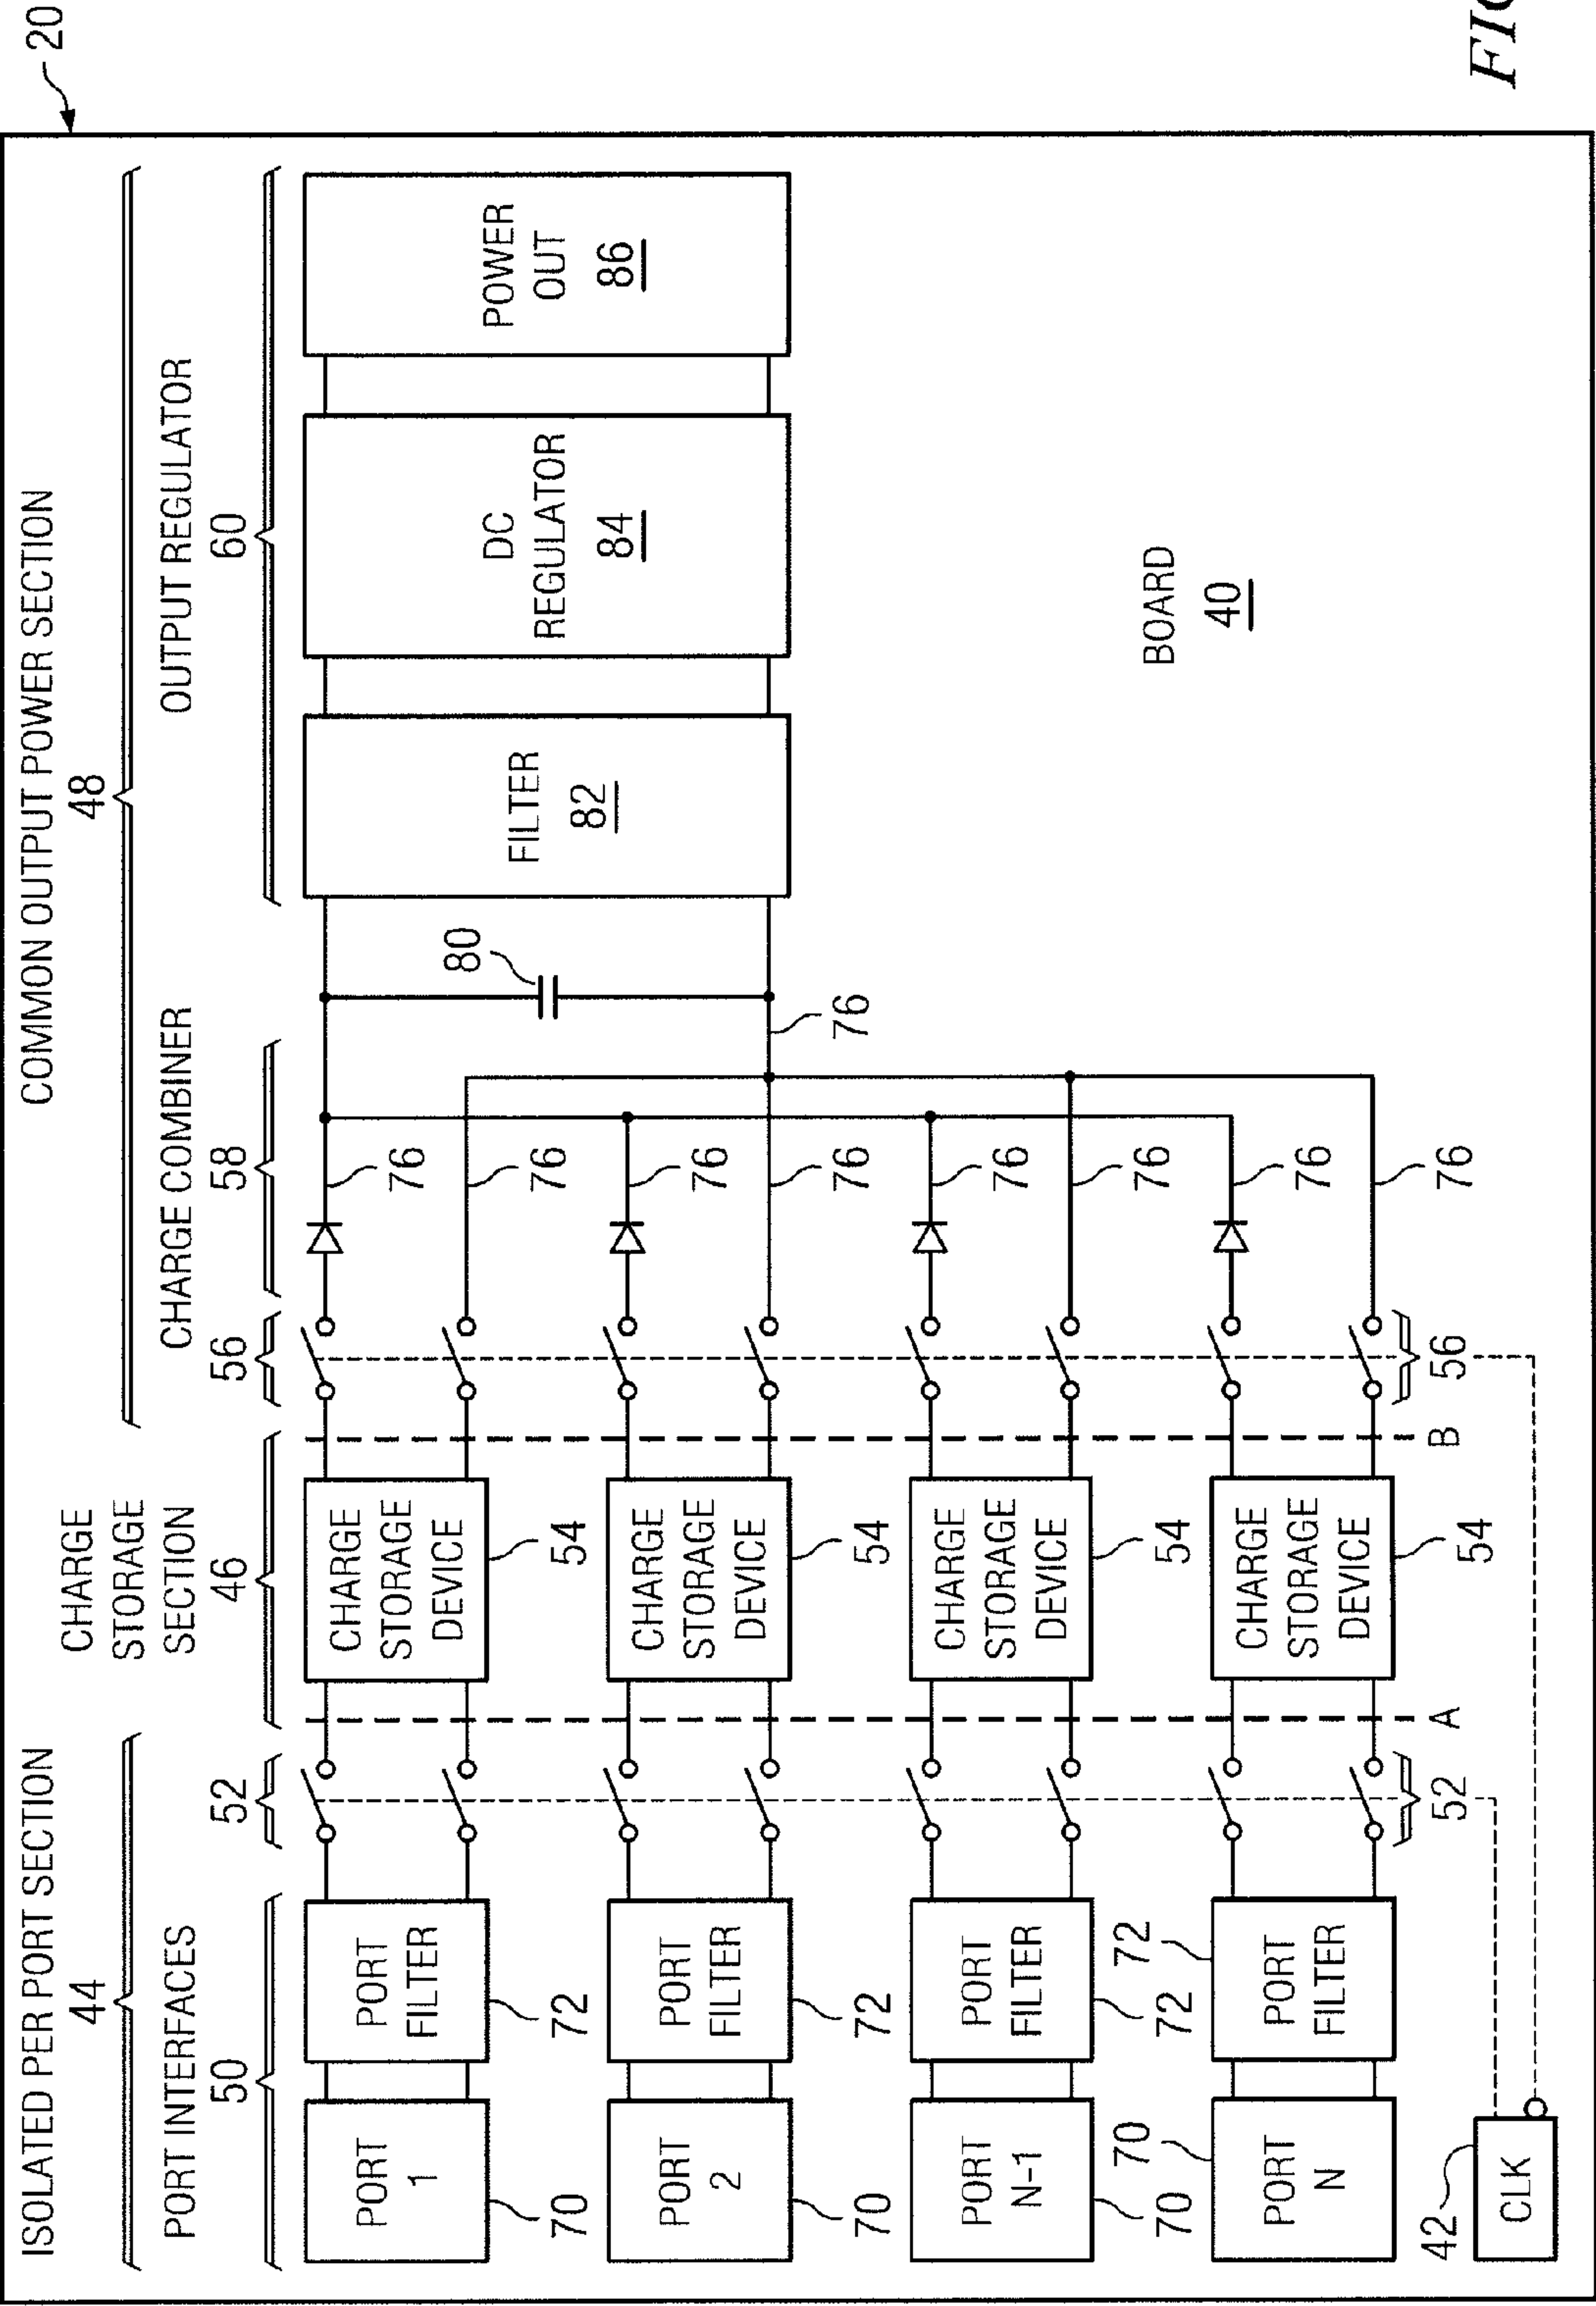 20
FIG
ISOLATED PER PORT SECTION
44
CHARGE
STORAGE
SECTION
46
COMMON OUTPUT POWER SECTION
48
PORT INTERFACES
50
52
56
CHARGE COMBINER
58
OUTPUT REGULATOR
60
PORT
1
70
PORT
FILTER
72
CHARGE
STORAGE
DEVICE
54
76
76
80
FILTER
82
DC
REGULATOR
84
POWER
OUT
86
PORT
2
70
PORT
FILTER
72
CHARGE
STORAGE
DEVICE
54
76
76
76
PORT
N-1
70
PORT
FILTER
72
CHARGE
STORAGE
DEVICE
54
76
76
PORT
N
70
PORT
FILTER
72
CHARGE
STORAGE
DEVICE
54
76
76
BOARD
40
42
CLK
52
A
B
56